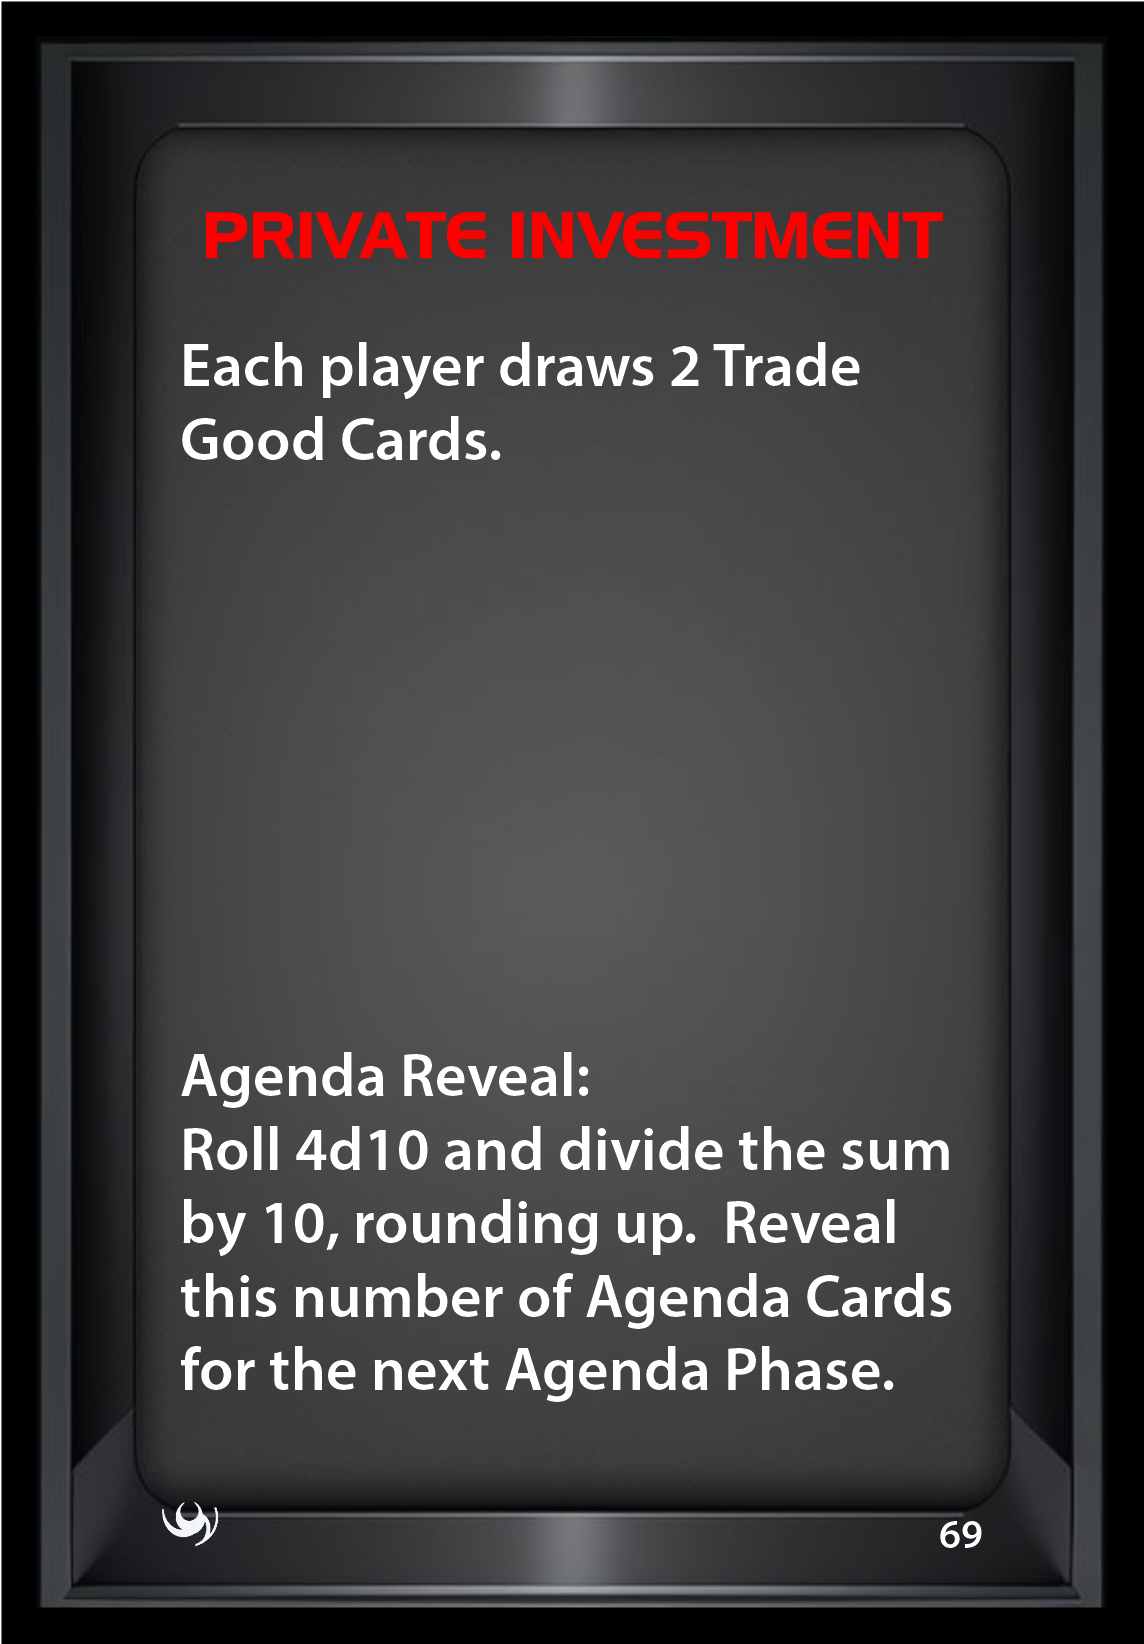 PRIVATE INVESTMENT
Each player draws 2 Trade
Good Cards.
Agenda Reveal:
Roll 4d10 and divide the sum
by 10, rounding up.  Reveal
this number of Agenda Cards
for the next Agenda Phase.
69